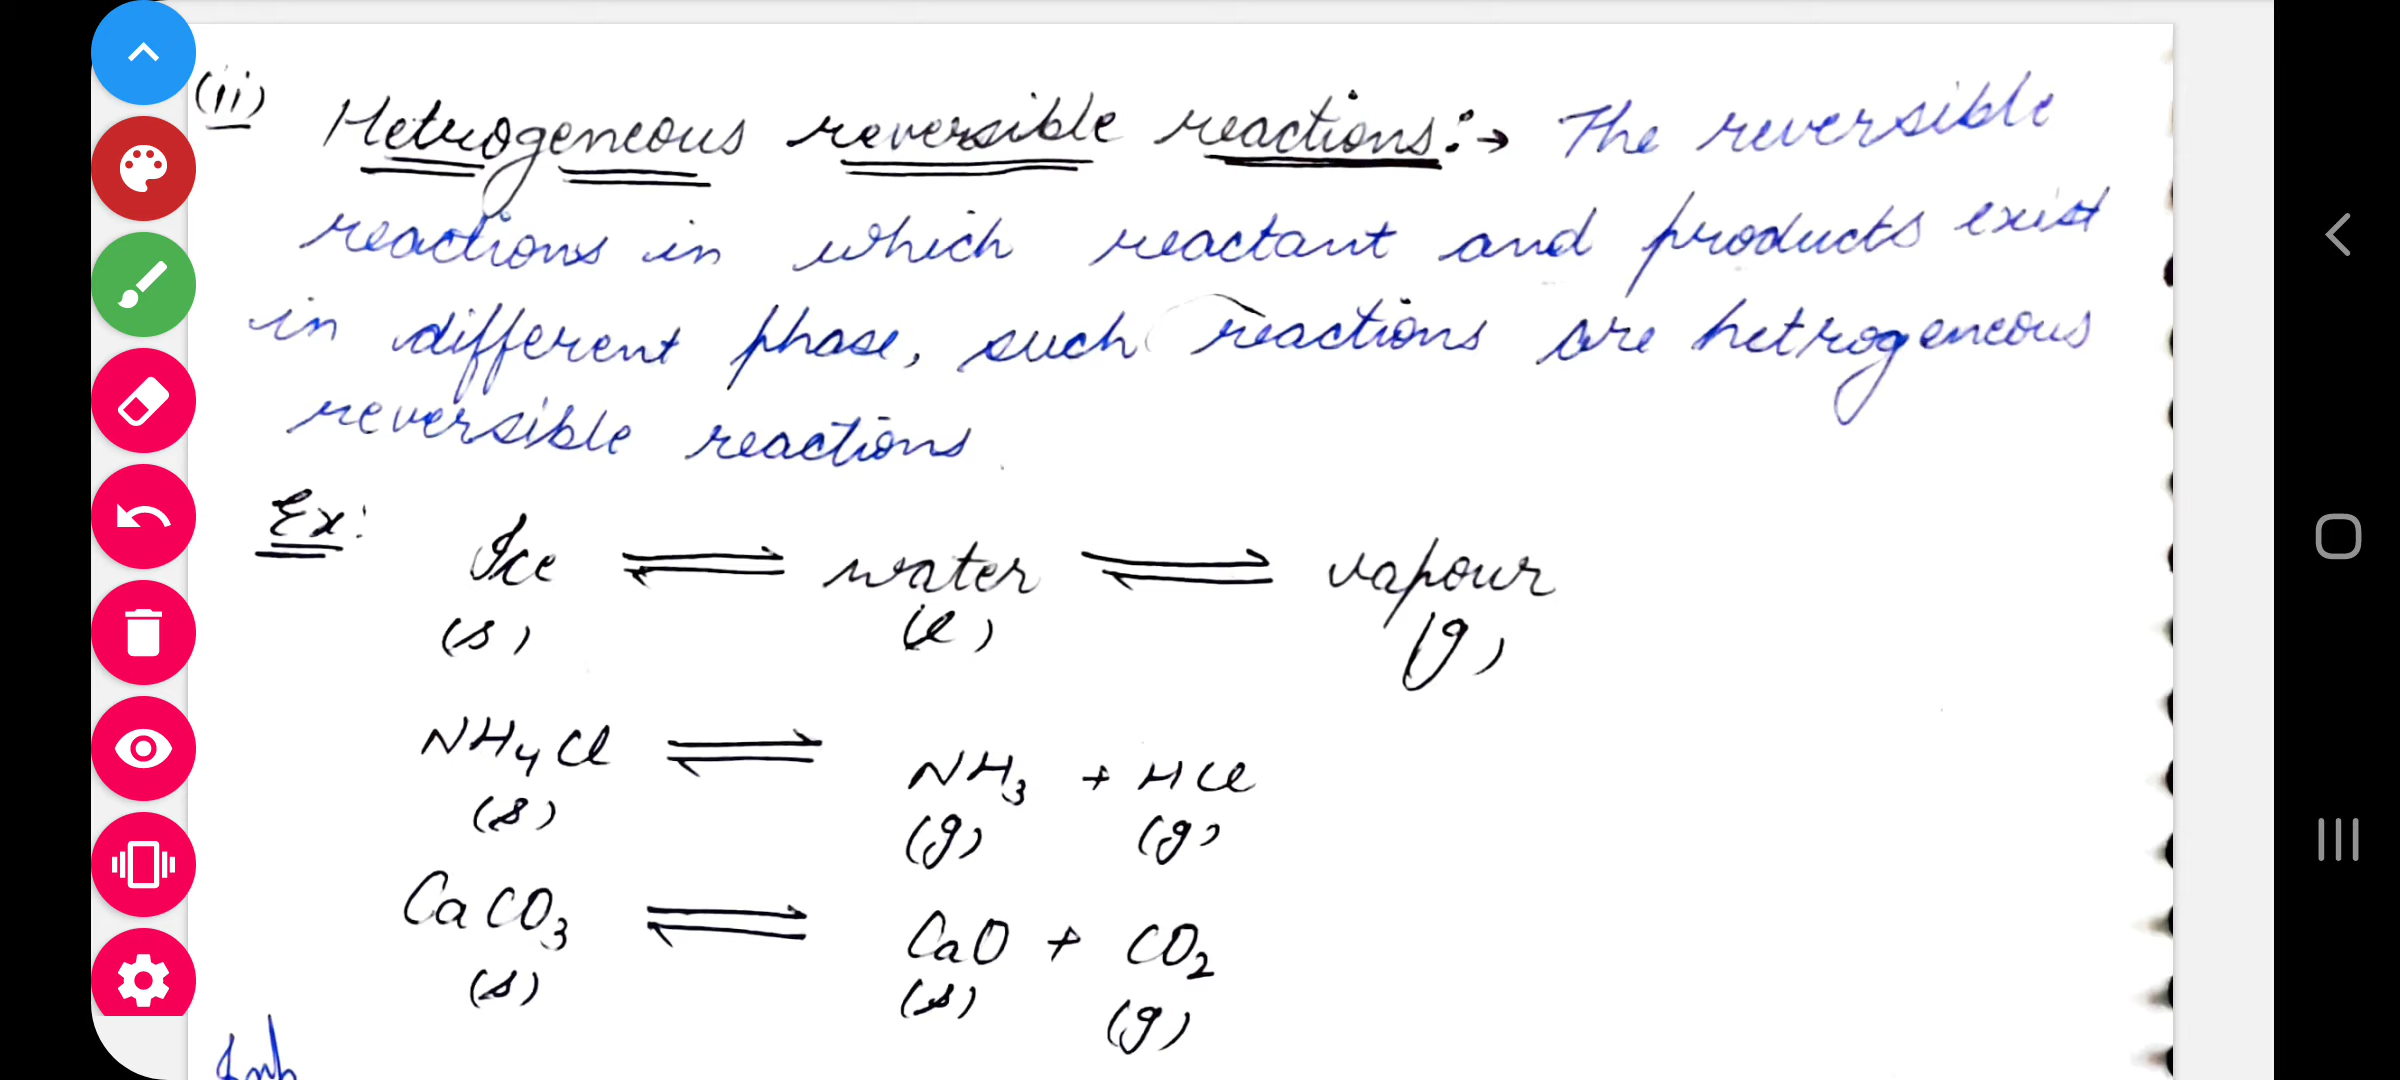 (ii) Hetrogeneous reversible reactions:→ The reversible
reactions in which reactant and products exist
in different phase, such reactions are hetrogeneous
reversible reactions
Ex: Ice ⇌ water ⇌ vapour
(s) (l) (g)
NH₄Cl ⇌ NH₃ + HCl
(s) (g) (g)
CaCO₃ ⇌ CaO + CO₂
(s) (s) (g)